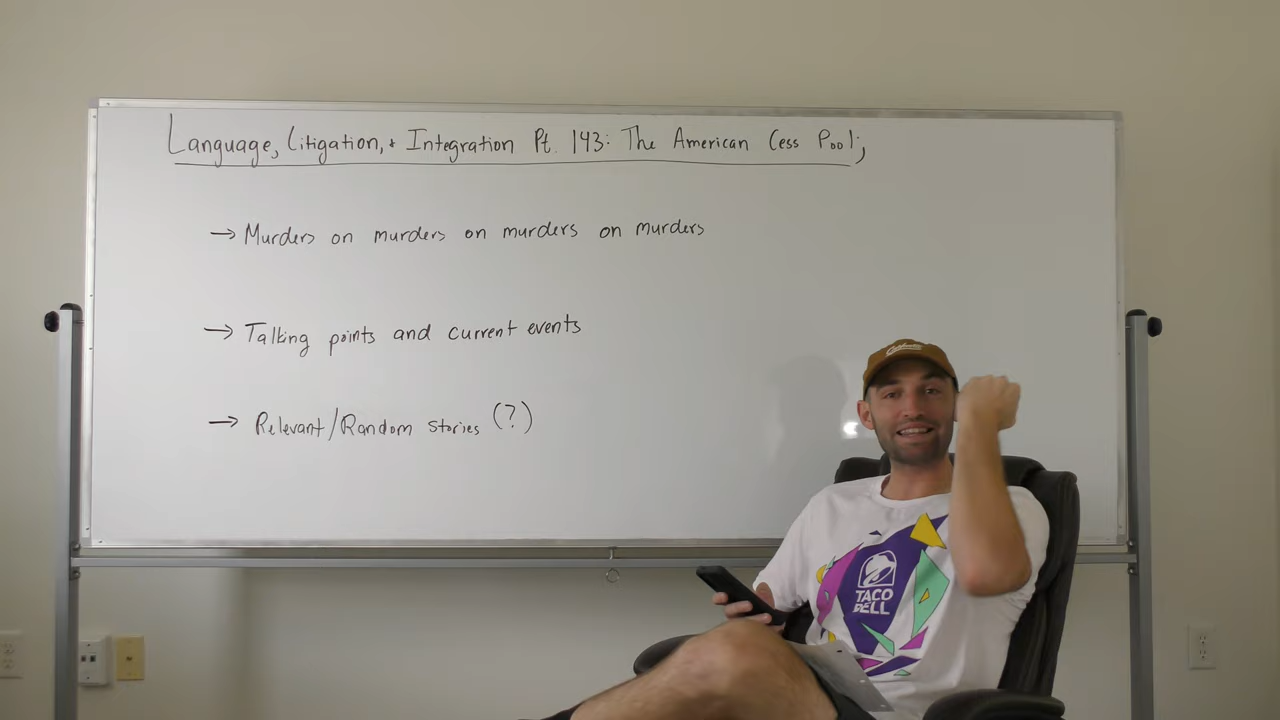 Language, Litigation, + Integration Pt. 143: The American Cess Pool;
→ Murders on murders on murders on murders
→ Talking points and current events
→ Relevant/Random stories (?)
TACO
BELL